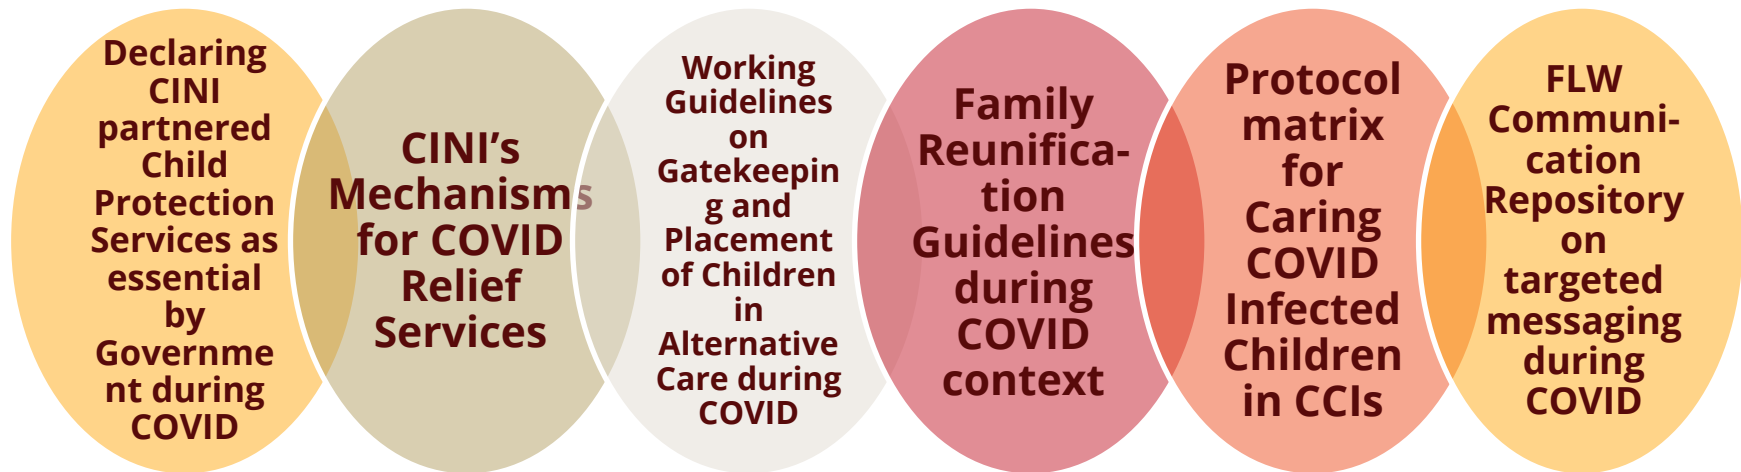 Declaring
CINI
partnered
Child
Protection
Services as
essential
by
Governme
nt during
COVID
CINI’s
Mechanisms
for COVID
Relief
Services
Working
Guidelines
on
Gatekeepin
g and
Placement
of Children
in
Alternative
Care during
COVID
Family
Reunifica-
tion
Guidelines
during
COVID
context
Protocol
matrix
for
Caring
COVID
Infected
Children
in CCIs
FLW
Communi-
cation
Repository
on
targeted
messaging
during
COVID